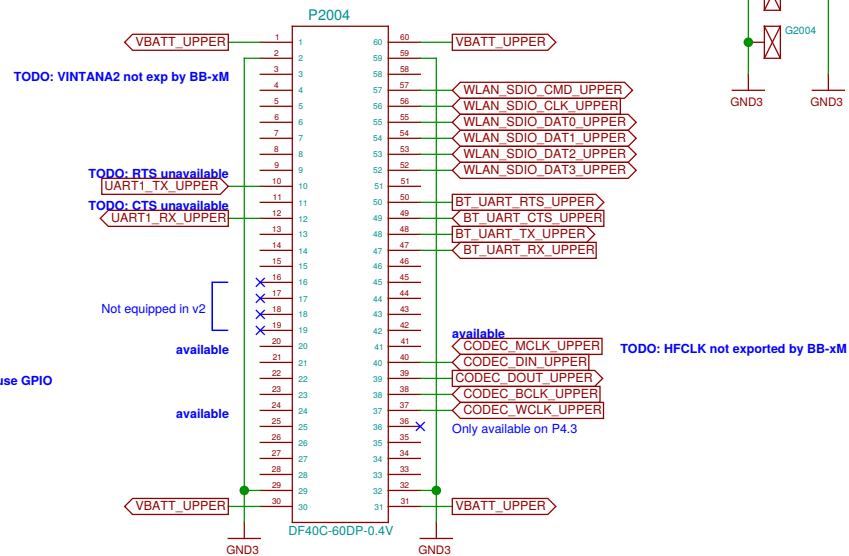 P2004
G2004
GND3 GND3
VBATT_UPPER 1 1 60 60 VBATT_UPPER
2 2 59 59
TODO: VINTANA2 not exp by BB-xM 3 3 58 58
4 4 57 57 WLAN_SDIO_CMD_UPPER
5 5 56 56 WLAN_SDIO_CLK_UPPER
6 6 55 55 WLAN_SDIO_DAT0_UPPER
7 7 54 54 WLAN_SDIO_DAT1_UPPER
8 8 53 53 WLAN_SDIO_DAT2_UPPER
9 9 52 52 WLAN_SDIO_DAT3_UPPER
TODO: RTS unavailable
UART1_TX_UPPER 10 10 51 51
TODO: CTS unavailable 11 11 50 50 BT_UART_RTS_UPPER
UART1_RX_UPPER 12 12 49 49 BT_UART_CTS_UPPER
13 13 48 48 BT_UART_TX_UPPER
14 14 47 47 BT_UART_RX_UPPER
15 15 46 46
16 16 45 45
17 17 44 44
Not equipped in v2
18 18 43 43
19 19 42 42
available
available 20 20 41 41 CODEC_MCLK_UPPER TODO: HFCLK not exported by BB-xM
21 21 40 40 CODEC_DIN_UPPER
use GPIO 22 22 39 39 CODEC_DOUT_UPPER
23 23 38 38 CODEC_BCLK_UPPER
available 24 24 37 37 CODEC_WCLK_UPPER
25 25 36 36 Only available on P4.3
26 26 35 35
27 27 34 34
28 28 33 33
29 29 32 32
VBATT_UPPER 30 30 31 31 VBATT_UPPER
DF40C-60DP-0.4V
GND3 GND3